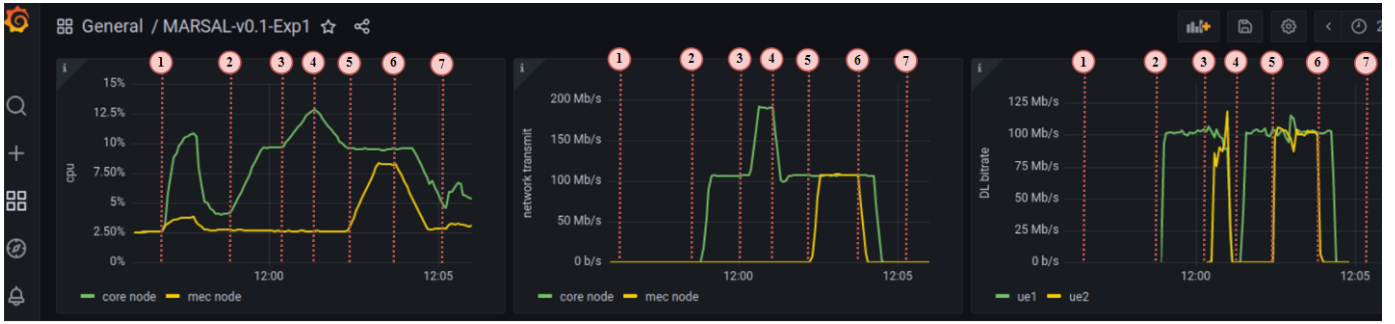 General / MARSAL-v0.1-Exp1
2
i
1 2 3 4 5 6 7
cpu
15%
12.5%
10%
7.50%
5%
2.50%
0%
12:00 12:05
core node mec node
i
1 2 3 4 5 6 7
network transmit
200 Mb/s
150 Mb/s
100 Mb/s
50 Mb/s
0 b/s
12:00 12:05
core node mec node
i
1 2 3 4 5 6 7
DL bitrate
125 Mb/s
100 Mb/s
75 Mb/s
50 Mb/s
25 Mb/s
0 b/s
12:00 12:05
ue1 ue2